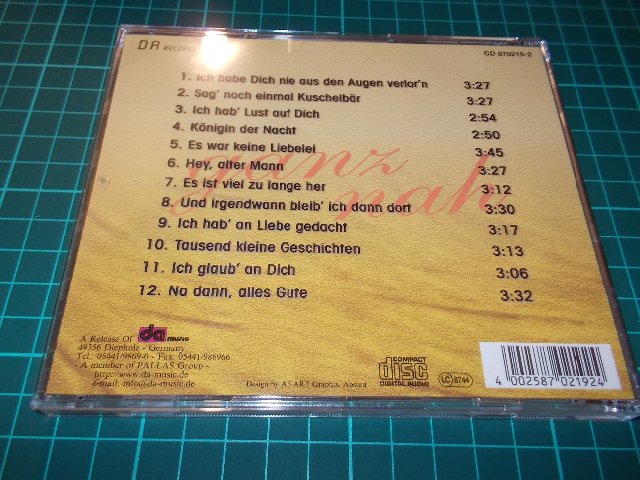 DA RECORDS
CD 870219-2
1. Ich habe Dich nie aus den Augen verlor'n 3:27
2. Sag' noch einmal Kuschelbär 3:27
3. Ich hab' Lust auf Dich 2:54
4. Königin der Nacht 2:50
5. Es war keine Liebelei 3:45
6. Hey, alter Mann 3:27
7. Es ist viel zu lange her 3:12
8. Und irgendwann bleib' ich dann dort 3:30
9. Ich hab' an Liebe gedacht 3:17
10. Tausend kleine Geschichten 3:13
11. Ich glaub' an Dich 3:06
12. Na dann, alles Gute 3:32
ganz
nah
A Release Of da music
49356 Diepholz - Germany
Tel.: 05441/9869-0 - Fax: 05441/986966
- A member of PALLAS Group -
http://www.da-music.de
e-mail: info@da-music.de
Design by A3 ART Graphix,
COMPACT
disc
DIGITAL AUDIO
LC 8744
4 002587 021924